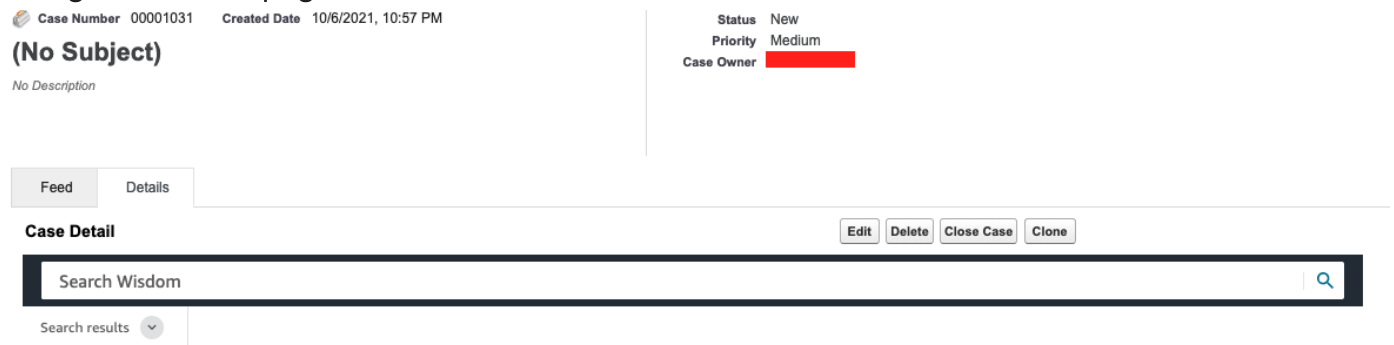 Case Number 00001031 Created Date 10/6/2021, 10:57 PM
(No Subject)
No Description
Status New
Priority Medium
Case Owner
Feed Details
Case Detail Edit Delete Close Case Clone
Search Wisdom
Search results